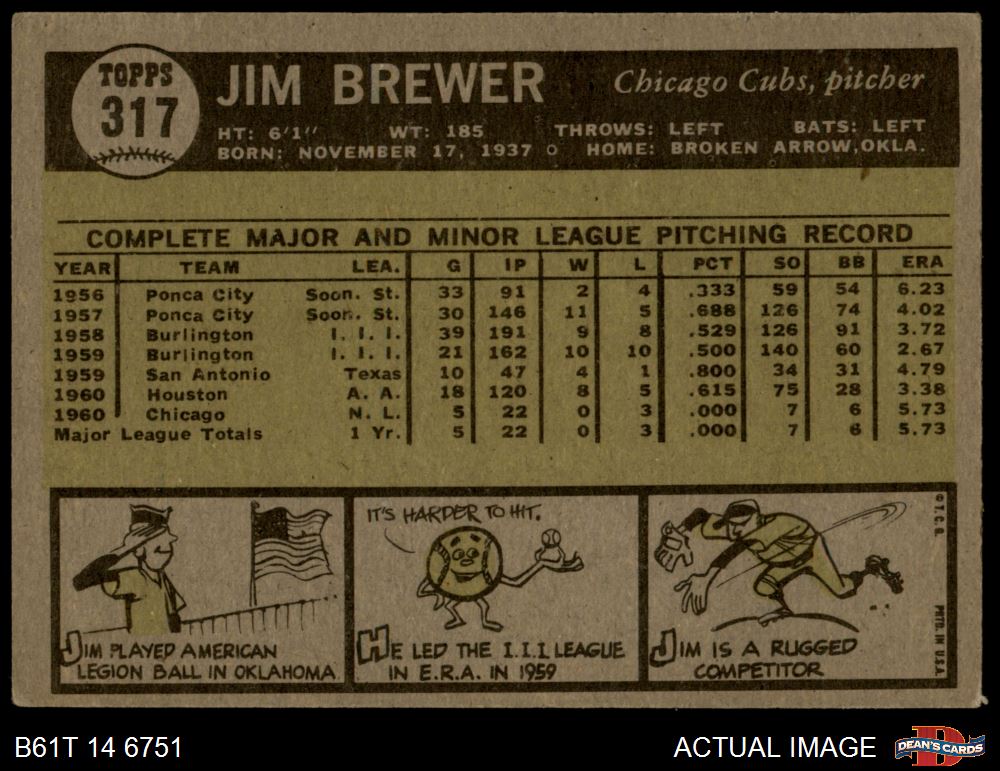 TOPPS
317
JIM BREWER
Chicago Cubs, pitcher
HT: 6'1" WT: 185 THROWS: LEFT BATS: LEFT
BORN: NOVEMBER 17, 1937 HOME: BROKEN ARROW, OKLA.
COMPLETE MAJOR AND MINOR LEAGUE PITCHING RECORD
YEAR TEAM LEA. G IP W L PCT SO BB ERA
1956 Ponca City Soon. St. 33 91 2 4 .333 59 54 6.23
1957 Ponca City Soon. St. 30 146 11 5 .688 126 74 4.02
1958 Burlington I. I. I. 39 191 9 8 .529 126 91 3.72
1959 Burlington I. I. I. 21 162 10 10 .500 140 60 2.67
1959 San Antonio Texas 10 47 4 1 .800 34 31 4.79
1960 Houston A. A. 18 120 8 5 .615 75 28 3.38
1960 Chicago N. L. 5 22 0 3 .000 7 6 5.73
Major League Totals 1 Yr. 5 22 0 3 .000 7 6 5.73
JIM PLAYED AMERICAN
LEGION BALL IN OKLAHOMA
IT'S HARDER TO HIT.
HE LED THE I.I.I LEAGUE
IN E.R.A. IN 1959
JIM IS A RUGGED
COMPETITOR
© T.C.G.
PRTD. IN U.S.A.
B61T 14 6751
ACTUAL IMAGE
D
DEAN'S CARDS